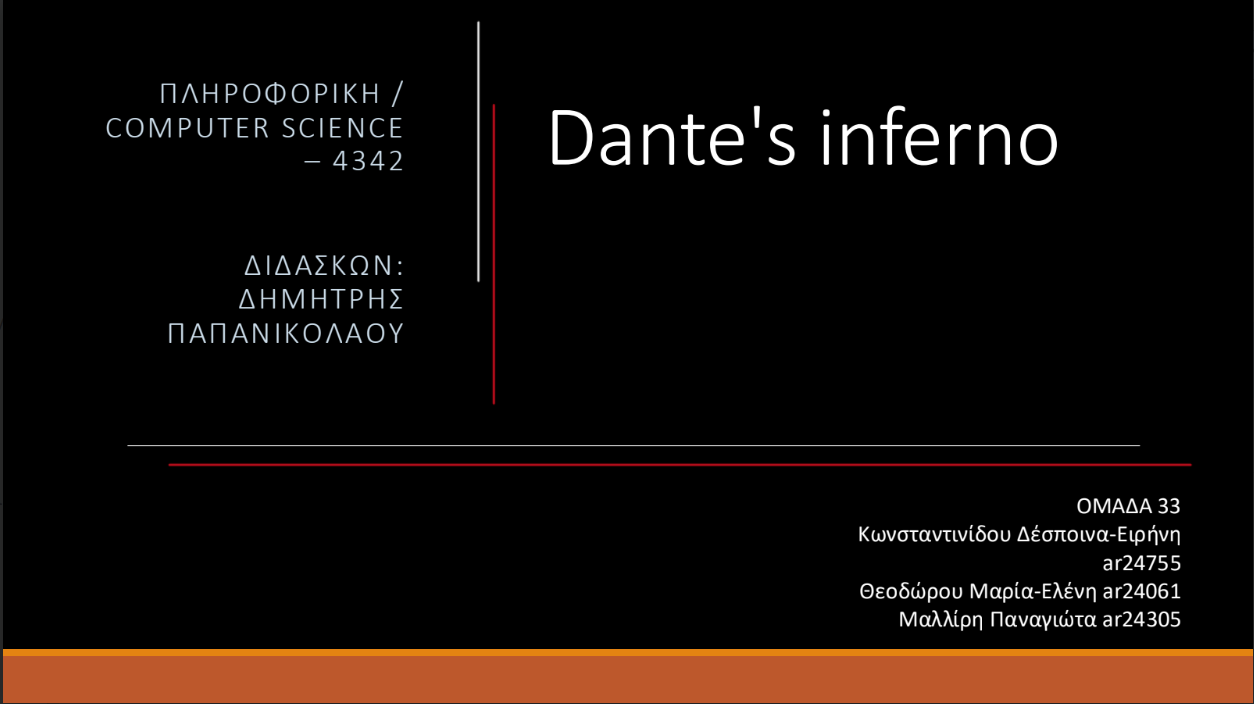 ΠΛΗΡΟΦΟΡΙΚΗ /
COMPUTER SCIENCE
– 4342
ΔΙΔΑΣΚΩΝ:
ΔΗΜΗΤΡΗΣ
ΠΑΠΑΝΙΚΟΛΑΟΥ
Dante's inferno
ΟΜΑΔΑ 33
Κωνσταντινίδου Δέσποινα-Ειρήνη
ar24755
Θεοδώρου Μαρία-Ελένη ar24061
Μαλλίρη Παναγιώτα ar24305